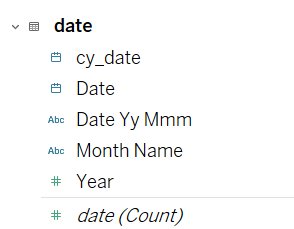 date
cy_date
Date
Abc Date Yy Mmm
Abc Month Name
# Year
# date (Count)